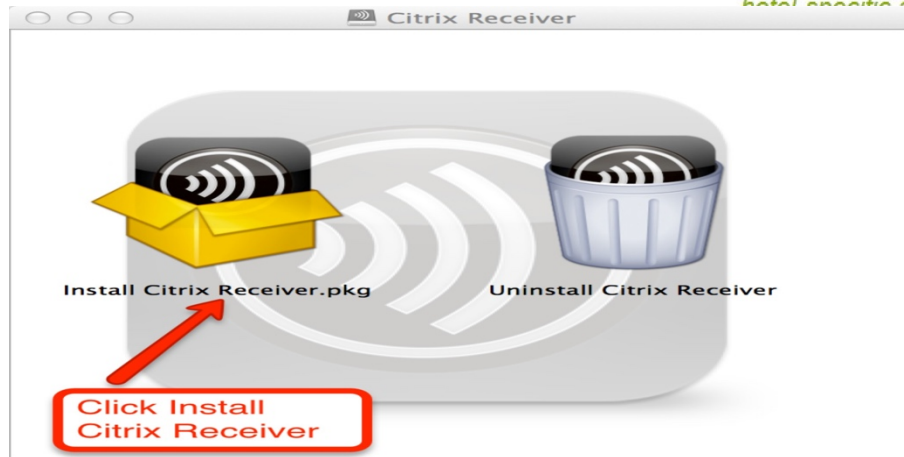 Citrix Receiver
Install Citrix Receiver.pkg
Uninstall Citrix Receiver
Click Install
Citrix Receiver